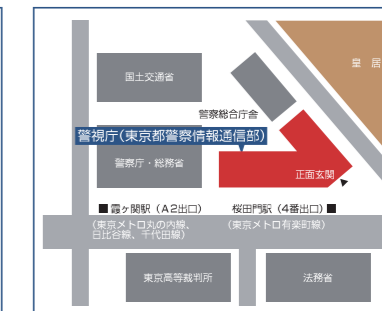 国土交通省
皇居
警察総合庁舎
警視庁(東京都警察情報通信部)
警察庁・総務省
正面玄関
■霞ヶ関駅(A2出口)
(東京メトロ丸の内線、
日比谷線、千代田線)
桜田門駅(4番出口)■
(東京メトロ有楽町線)
東京高等裁判所
法務省